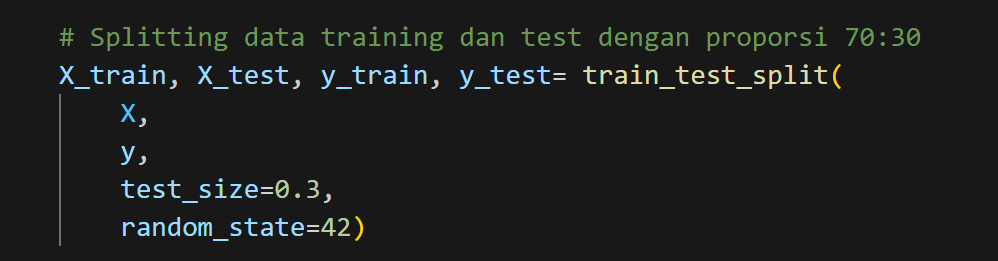 # Splitting data training dan test dengan proporsi 70:30
X_train, X_test, y_train, y_test= train_test_split(
    X,
    y,
    test_size=0.3,
    random_state=42)